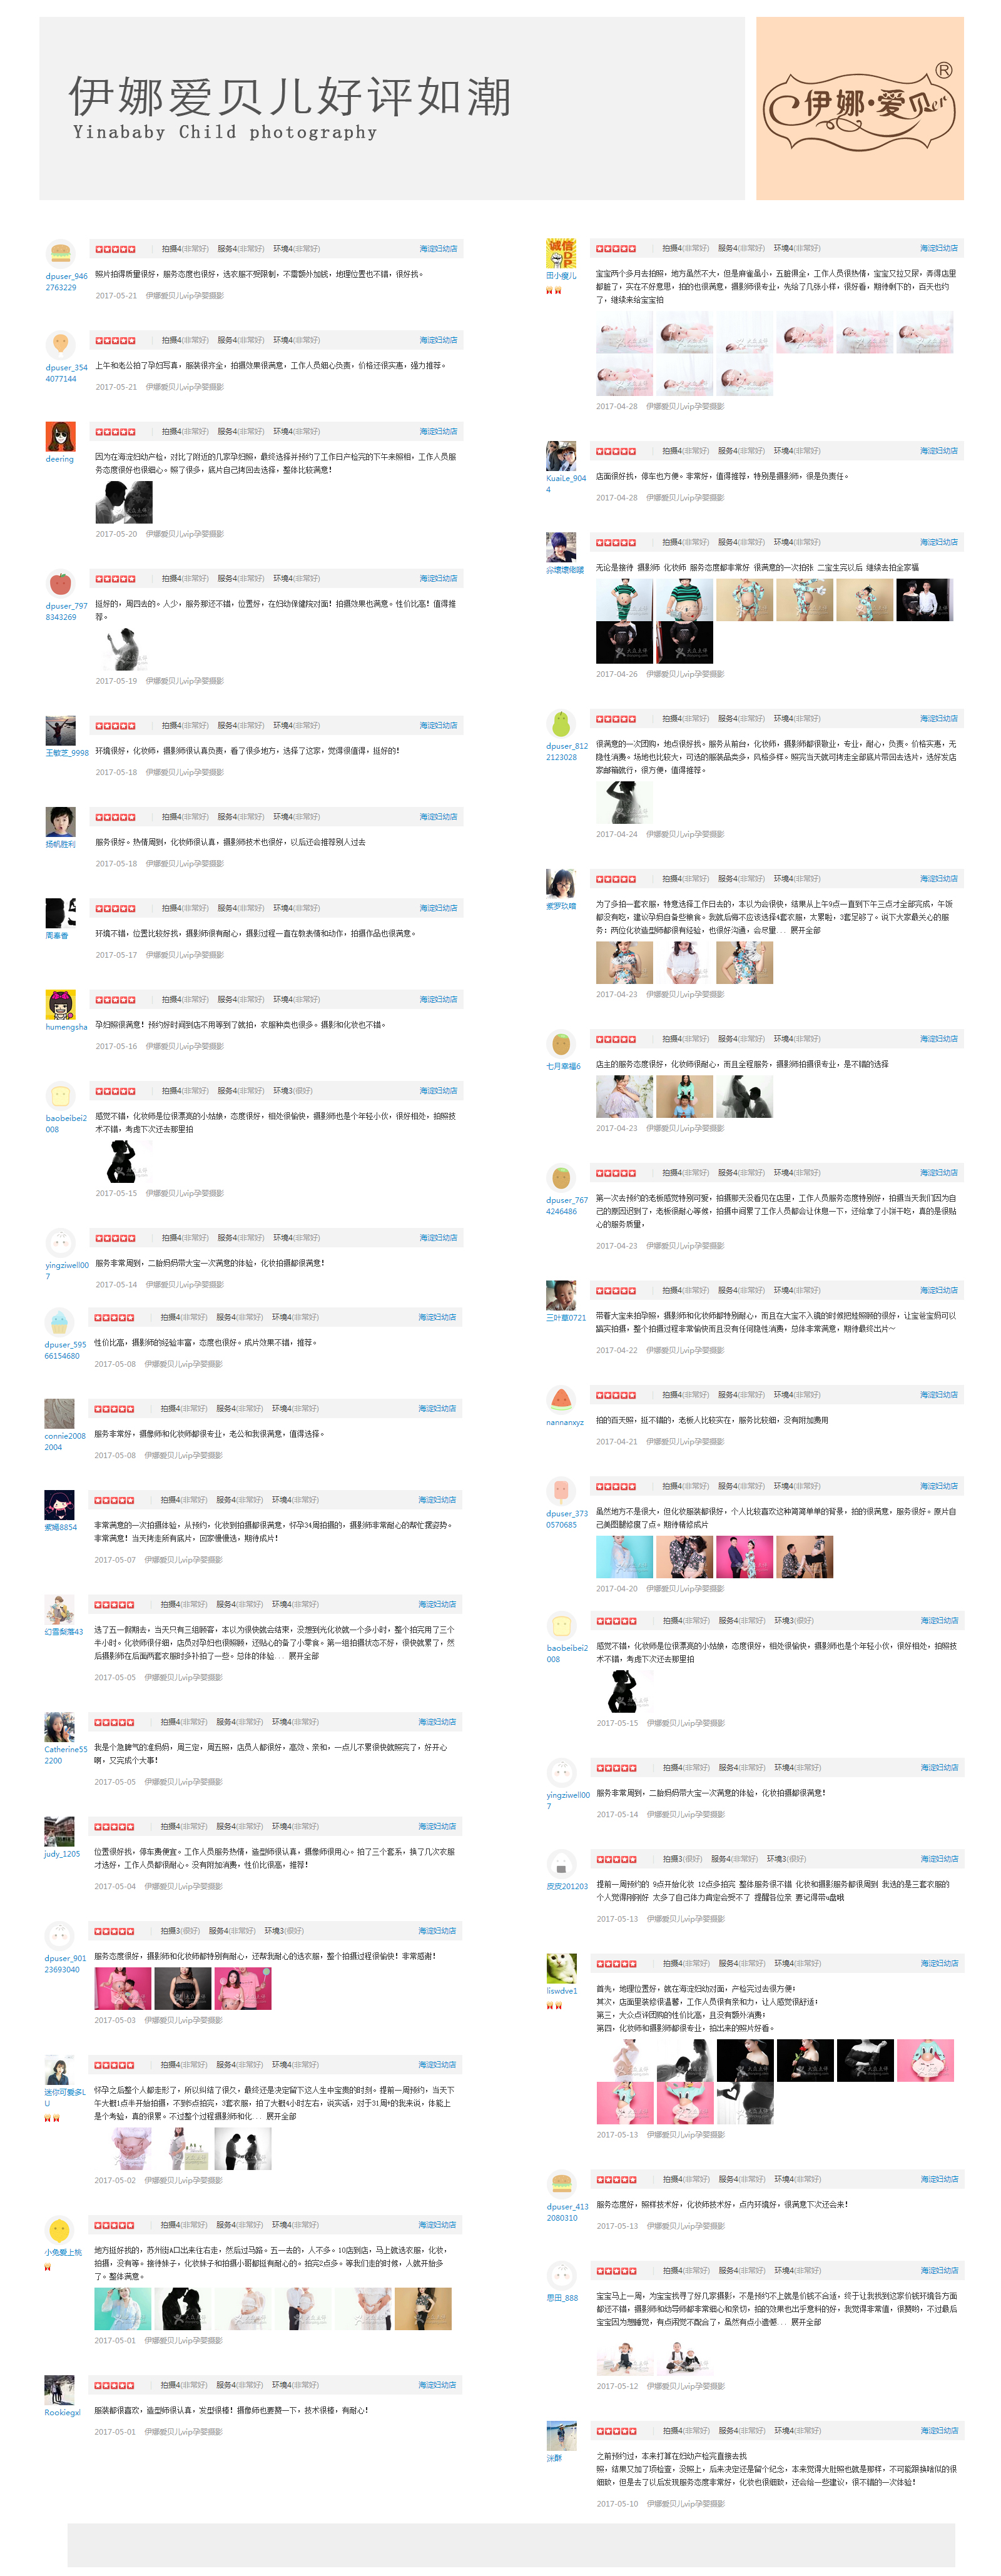 伊娜爱贝儿好评如潮
Yinababy Child photography
伊娜·爱贝er
®
dpuser_946
2763229
拍摄4(非常好) 服务4(非常好) 环境4(非常好) 海淀妇幼店
照片拍得质量很好，服务态度也很好，选衣服不受限制，不需额外加钱，地理位置也不错，很好找。
2017-05-21 伊娜爱贝儿vip孕婴摄影
dpuser_354
4077144
拍摄4(非常好) 服务4(非常好) 环境4(非常好) 海淀妇幼店
上午和老公拍了孕妇写真，服装很齐全，拍摄效果很满意，工作人员细心负责，价格还很实惠，强力推荐。
2017-05-21 伊娜爱贝儿vip孕婴摄影
deering
拍摄4(非常好) 服务4(非常好) 环境4(非常好) 海淀妇幼店
因为在海淀妇幼产检，对比了附近的几家孕妇照，最终选择并预约了工作日产检完的下午来照相，工作人员服
务态度很好也很细心。照了很多，底片自己拷回去选择，整体比较满意！
2017-05-20 伊娜爱贝儿vip孕婴摄影
dpuser_797
8343269
拍摄4(非常好) 服务4(非常好) 环境4(非常好) 海淀妇幼店
挺好的，周四去的。人少，服务那还不错，位置好，在妇幼保健院对面！拍摄效果也满意。性价比高！值得推
荐。
2017-05-19 伊娜爱贝儿vip孕婴摄影
王敏芝_9998
拍摄4(非常好) 服务4(非常好) 环境4(非常好) 海淀妇幼店
环境很好，化妆师，摄影师很认真负责，看了很多地方，选择了这家，觉得很值得，挺好的！
2017-05-18 伊娜爱贝儿vip孕婴摄影
扬帆胜利
拍摄4(非常好) 服务4(非常好) 环境4(非常好) 海淀妇幼店
服务很好。热情周到，化妆师很认真，摄影师技术也很好，以后还会推荐别人过去
2017-05-18 伊娜爱贝儿vip孕婴摄影
拍摄4(非常好) 服务4(非常好) 环境4(非常好) 海淀妇幼店
环境不错，位置比较好找，摄影师很有耐心，摄影过程一直在教表情和动作，拍摄作品也很满意。
2017-05-17 伊娜爱贝儿vip孕婴摄影
humengsha
拍摄4(非常好) 服务4(非常好) 环境4(非常好) 海淀妇幼店
孕妇照很满意！预约好时间到店不用等到了就拍，衣服种类也很多。摄影和化妆也不错。
2017-05-16 伊娜爱贝儿vip孕婴摄影
baobeibei2
008
拍摄4(非常好) 服务4(非常好) 环境3(很好) 海淀妇幼店
感觉不错，化妆师是位很漂亮的小姑娘，态度很好，相处很愉快，摄影师也是个年轻小伙，很好相处，拍照技
术不错，考虑下次还去那里拍
2017-05-15 伊娜爱贝儿vip孕婴摄影
yingziwell00
7
拍摄4(非常好) 服务4(非常好) 环境4(非常好) 海淀妇幼店
服务非常周到，二胎妈妈带大宝一次满意的体验，化妆拍摄都很满意！
2017-05-14 伊娜爱贝儿vip孕婴摄影
dpuser_595
66154680
拍摄4(非常好) 服务4(非常好) 环境4(非常好) 海淀妇幼店
性价比高，摄影师的经验丰富，态度也很好。成片效果不错，推荐。
2017-05-08 伊娜爱贝儿vip孕婴摄影
connie2008
2004
拍摄4(非常好) 服务4(非常好) 环境4(非常好) 海淀妇幼店
服务非常好，摄像师和化妆师都很专业，老公和我很满意，值得选择。
2017-05-08 伊娜爱贝儿vip孕婴摄影
拍摄4(非常好) 服务4(非常好) 环境4(非常好) 海淀妇幼店
非常满意的一次拍摄体验，从预约，化妆到拍摄都很满意，怀孕34周拍摄的，摄影师非常耐心的帮忙摆姿势。
非常满意！当天拷走所有底片，回家慢慢选，期待成片！
2017-05-07 伊娜爱贝儿vip孕婴摄影
幻雪梨落43
拍摄4(非常好) 服务4(非常好) 环境4(非常好) 海淀妇幼店
选了五一假期去，当天只有三组顾客，本以为很快就会结束，没想到光化妆就一个多小时，整个拍完用了三个
半小时。化妆师很仔细，店员对孕妇也很照顾，还贴心的备了小零食。第一组拍摄状态不好，很快就累了，然
后摄影师在后面两套衣服时多补拍了一些。总体的体验... 展开全部
2017-05-05 伊娜爱贝儿vip孕婴摄影
Catherine55
2200
拍摄4(非常好) 服务4(非常好) 环境4(非常好) 海淀妇幼店
我是个急脾气的准妈妈，周三定，周五照，店员人都很好，高效、亲和，一点儿不累很快就照完了，好开心
啊，又完成个大事！
2017-05-05 伊娜爱贝儿vip孕婴摄影
judy_1205
拍摄4(非常好) 服务4(非常好) 环境4(非常好) 海淀妇幼店
位置很好找，停车费便宜。工作人员服务热情，造型师很认真，摄像师很用心。拍了三个套系，换了几次衣服
才选好，工作人员都很耐心。没有附加消费，性价比很高，推荐！
2017-05-04 伊娜爱贝儿vip孕婴摄影
dpuser_901
23693040
拍摄3(很好) 服务4(非常好) 环境3(很好) 海淀妇幼店
服务态度很好，摄影师和化妆师都特别有耐心，还帮我耐心的选衣服，整个拍摄过程很愉快！非常感谢！
2017-05-03 伊娜爱贝儿vip孕婴摄影
送你可爱多L
U
拍摄4(非常好) 服务4(非常好) 环境4(非常好) 海淀妇幼店
怀孕之后整个人都走形了，所以纠结了很久，最终还是决定留下这人生中宝贵的时刻。提前一周预约，当天下
午大概1点半开始拍摄，不到5点拍完，3套衣服，拍了大概4小时左右，说实话，对于31周+的我来说，体能上
是个考验，真的很累。不过整个过程摄影师和化... 展开全部
2017-05-02 伊娜爱贝儿vip孕婴摄影
小兔爱上桃
拍摄4(非常好) 服务4(非常好) 环境4(非常好) 海淀妇幼店
地方挺好找的，苏州街A口出来往右走，然后过马路。五一去的，人不多。10店到店，马上就选衣服，化妆，
拍摄，没有等。接待妹子，化妆妹子和拍摄小哥都挺有耐心的。拍完2点多。等我们走的时候，人就开始多
了。整体满意。
2017-05-01 伊娜爱贝儿vip孕婴摄影
Rookiegxl
拍摄4(非常好) 服务4(非常好) 环境4(非常好) 海淀妇幼店
服装都很喜欢，造型师很认真，发型很棒！摄像师也要赞一下，技术很棒，有耐心！
2017-05-01 伊娜爱贝儿vip孕婴摄影
田小瘦儿
拍摄4(非常好) 服务4(非常好) 环境4(非常好) 海淀妇幼店
宝宝两个多月去拍照，地方虽然不大，但是麻雀虽小，五脏俱全，工作人员很热情，宝宝又拉又尿，弄得店里
都脏了，实在不好意思，拍的也很满意，摄影师很专业，先给了几张小样，很好看，期待剩下的，百天也约
了，继续来给宝宝拍
2017-04-28 伊娜爱贝儿vip孕婴摄影
KuaiLe_904
4
拍摄4(非常好) 服务4(非常好) 环境4(非常好) 海淀妇幼店
店面很好找，停车也方便。非常好，值得推荐，特别是摄影师，很是负责任。
2017-04-28 伊娜爱贝儿vip孕婴摄影
拍摄4(非常好) 服务4(非常好) 环境4(非常好) 海淀妇幼店
无论是接待 摄影师 化妆师 服务态度都非常好 很满意的一次拍张 二宝生完以后 继续去拍全家福
2017-04-26 伊娜爱贝儿vip孕婴摄影
dpuser_812
2123028
拍摄4(非常好) 服务4(非常好) 环境4(非常好) 海淀妇幼店
很满意的一次团购，地点很好找。服务从前台，化妆师，摄影师都很敬业，专业，耐心，负责。价格实惠，无
隐性消费。场地也比较大，可选的服装品类多，风格多样。照完当天就可拷走全部底片带回去选片，选好发店
家邮箱就行，很方便，值得推荐。
2017-04-24 伊娜爱贝儿vip孕婴摄影
拍摄4(非常好) 服务4(非常好) 环境4(非常好) 海淀妇幼店
为了多拍一套衣服，特意选择工作日去的，本以为会很快，结果从上午9点一直到下午三点才全部完成，午饭
都没有吃，建议孕妈自备些粮食。我就后悔不应该选择4套衣服，太累啦，3套足够了。说下大家最关心的服
务：两位化妆造型师都很有经验，也很好沟通，会尽量... 展开全部
2017-04-23 伊娜爱贝儿vip孕婴摄影
七月幸福6
拍摄4(非常好) 服务4(非常好) 环境4(非常好) 海淀妇幼店
店主的服务态度很好，化妆师很耐心，而且全程服务，摄影师拍摄很专业，是不错的选择
2017-04-23 伊娜爱贝儿vip孕婴摄影
dpuser_767
4246486
拍摄4(非常好) 服务4(非常好) 环境4(非常好) 海淀妇幼店
第一次去预约的老板感觉特别可爱，拍摄那天没看见在店里，工作人员服务态度特别好，拍摄当天我们因为自
己的原因迟到了，老板很耐心等候，拍摄中间累了工作人员都会让休息一下，还给拿了小饼干吃，真的是很贴
心的服务质量，
2017-04-23 伊娜爱贝儿vip孕婴摄影
三叶草0721
拍摄4(非常好) 服务4(非常好) 环境4(非常好) 海淀妇幼店
带着大宝来拍孕照，摄影师和化妆师都特别耐心，而且在大宝不入镜的时候把娃照顾的很好，让宝爸宝妈可以
踏实拍摄，整个拍摄过程非常愉快而且没有任何隐性消费，总体非常满意，期待最终出片～
2017-04-22 伊娜爱贝儿vip孕婴摄影
nannanxyz
拍摄4(非常好) 服务4(非常好) 环境4(非常好) 海淀妇幼店
拍的百天照，挺不错的，老板人比较实在，服务比较细，没有附加费用
2017-04-21 伊娜爱贝儿vip孕婴摄影
dpuser_373
0570685
拍摄4(非常好) 服务4(非常好) 环境4(非常好) 海淀妇幼店
虽然地方不是很大，但化妆服装都很好，个人比较喜欢这种简简单单的背景，拍的很满意，服务很好。原片自
己美图腿修瘦了点。期待精修成片
2017-04-20 伊娜爱贝儿vip孕婴摄影
baobeibei2
008
拍摄4(非常好) 服务4(非常好) 环境3(很好) 海淀妇幼店
感觉不错，化妆师是位很漂亮的小姑娘，态度很好，相处很愉快，摄影师也是个年轻小伙，很好相处，拍照技
术不错，考虑下次还去那里拍
2017-05-15 伊娜爱贝儿vip孕婴摄影
yingziwell00
7
拍摄4(非常好) 服务4(非常好) 环境4(非常好) 海淀妇幼店
服务非常周到，二胎妈妈带大宝一次满意的体验，化妆拍摄都很满意！
2017-05-14 伊娜爱贝儿vip孕婴摄影
皮皮201203
拍摄3(很好) 服务4(非常好) 环境3(很好) 海淀妇幼店
提前一周预约的 9点开始化妆 12点多拍完 整体服务很不错 化妆和摄影服务都很周到 我选的是三套衣服的
个人觉得刚刚好 太多了自己体力肯定会受不了 提醒各位亲 要记得带u盘哦
2017-05-13 伊娜爱贝儿vip孕婴摄影
liswdve1
拍摄4(非常好) 服务4(非常好) 环境4(非常好) 海淀妇幼店
首先，地理位置好，就在海淀妇幼对面，产检完过去很方便；
其次，店面里装修很温馨，工作人员很有亲和力，让人感觉很舒适；
第三，大众点评团购的性价比高，且没有额外消费；
第四，化妆师和摄影师都很专业，拍出来的照片好看。
2017-05-13 伊娜爱贝儿vip孕婴摄影
dpuser_413
2080310
拍摄4(非常好) 服务4(非常好) 环境4(非常好) 海淀妇幼店
服务态度好，照样技术好，化妆师技术好，点内环境好，很满意下次还会来！
2017-05-13 伊娜爱贝儿vip孕婴摄影
思田_888
拍摄4(非常好) 服务4(非常好) 环境4(非常好) 海淀妇幼店
宝宝马上一周，为宝宝找寻了好几家摄影，不是预约不上就是价钱不合适，终于让我找到这家价钱环境各方面
都还不错，摄影师和幼导师都非常细心和亲切，拍的效果也出乎意料的好，我觉得非常值，很赞哟，不过最后
宝宝因为想睡觉，有点闹觉不配合了，虽然有点小遗憾... 展开全部
2017-05-12 伊娜爱贝儿vip孕婴摄影
拍摄4(非常好) 服务4(非常好) 环境4(非常好) 海淀妇幼店
之前预约过，本来打算在妇幼产检完直接去找
照，结果又加了项检查，没照上，后来决定还是留个纪念，本来觉得大肚照也就是那样，不可能跟换啥似的很
细致，但是去了以后发现服务态度非常好，化妆也很细致，还会给一些建议，很不错的一次体验！
2017-05-10 伊娜爱贝儿vip孕婴摄影